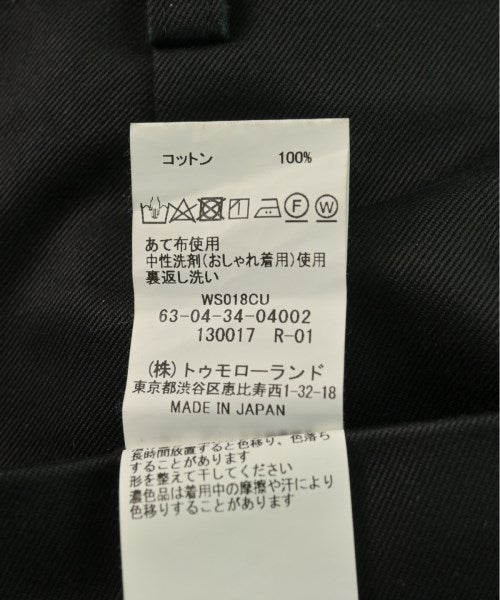 コットン 100%
F W
あて布使用
中性洗剤(おしゃれ着用)使用
裏返し洗い
WS018CU
63-04-34-04002
130017 R-01
(株)トゥモローランド
東京都渋谷区恵比寿西1-32-18
MADE IN JAPAN
長時間放置すると色移り、色落ち
することがあります
形を整えて干してください
濃色品は着用中の摩擦や汗により
色移りすることがあります